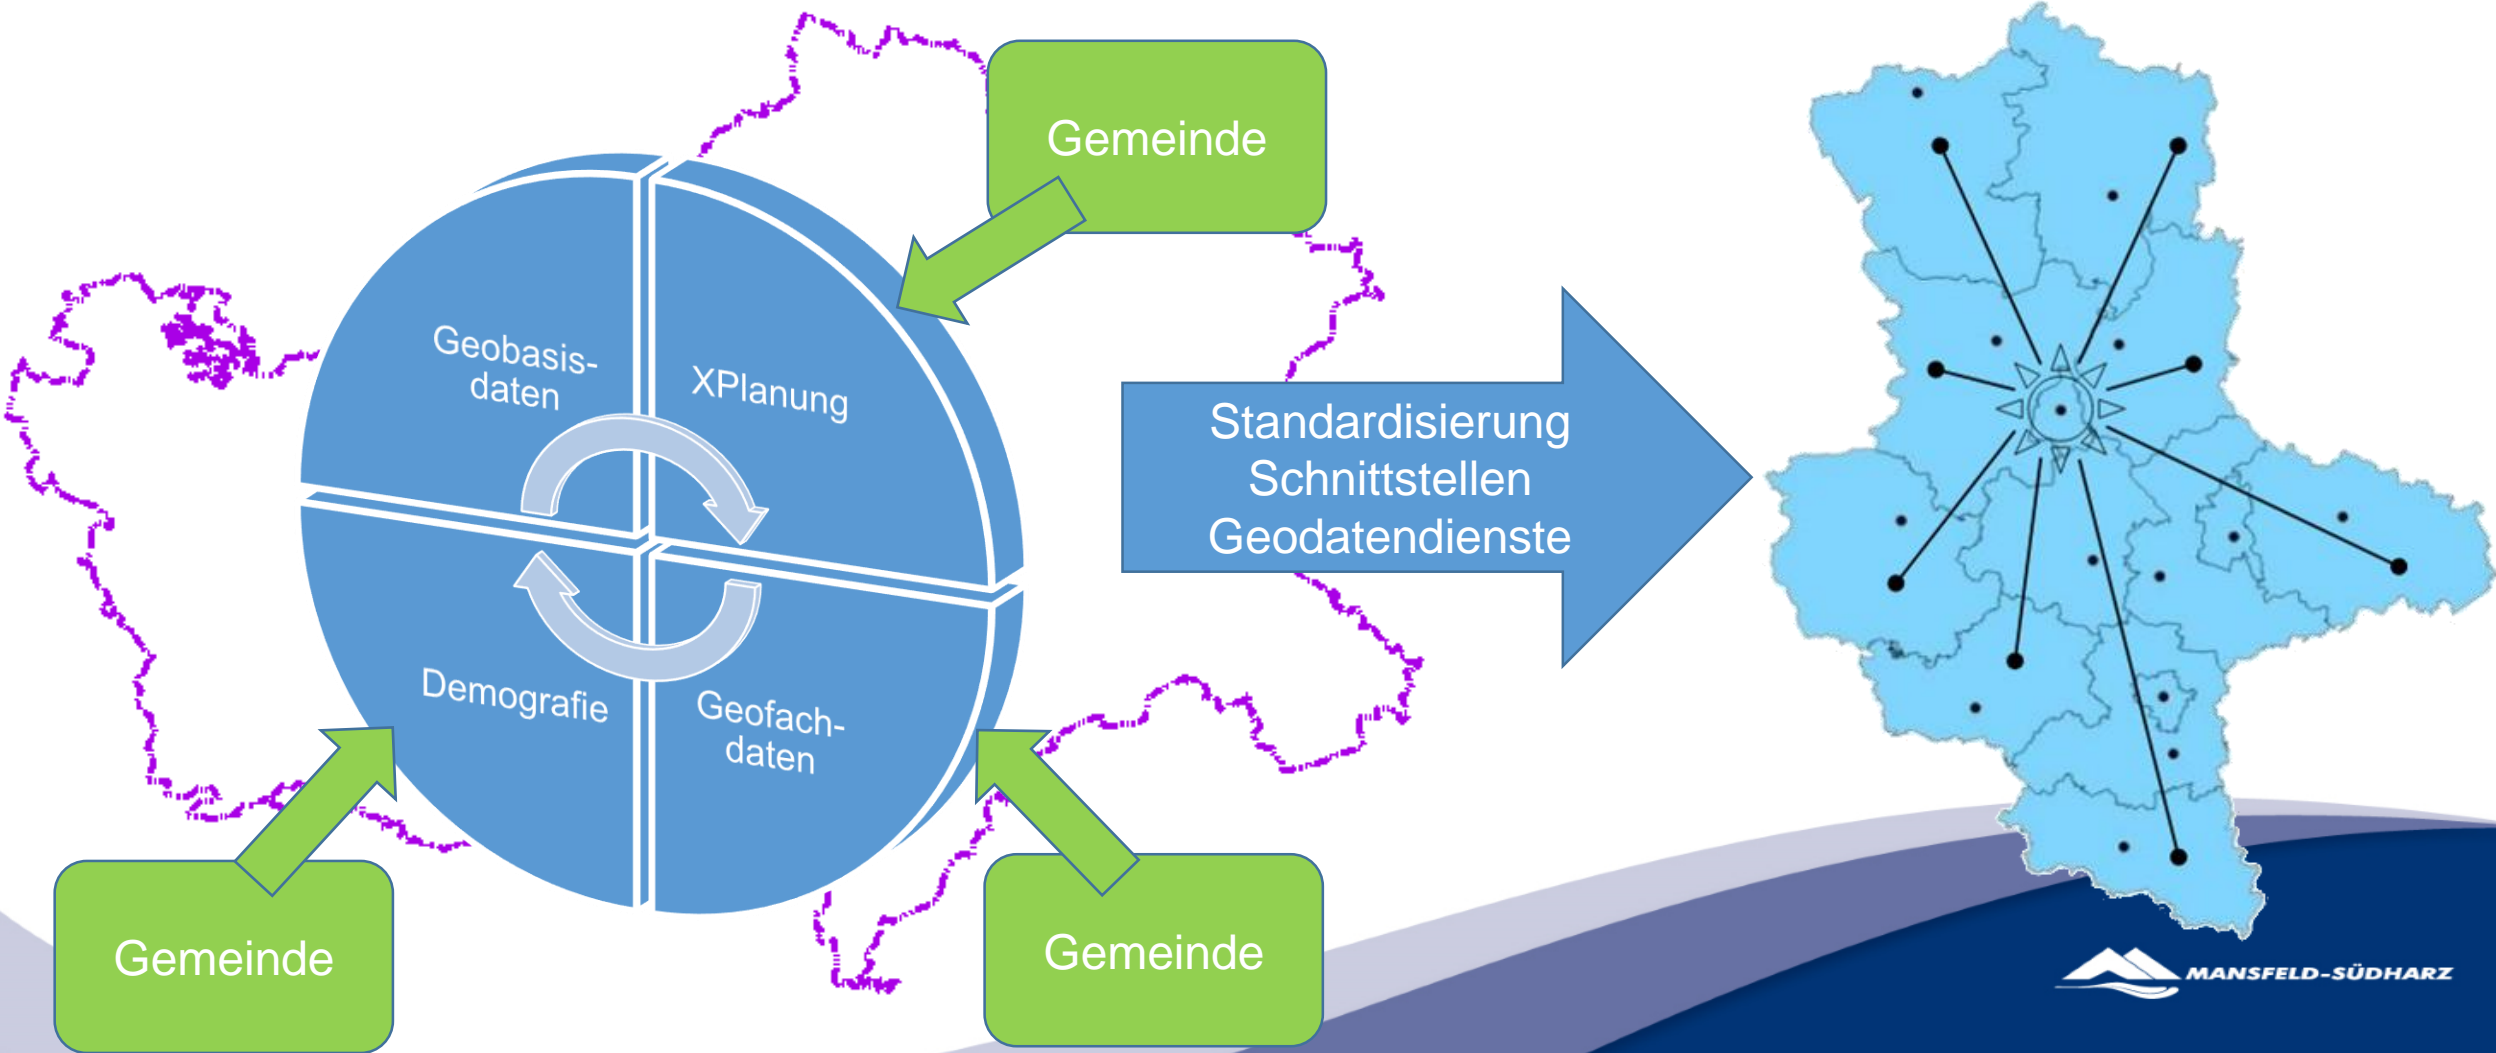 Gemeinde
Geobasis-
daten
XPlanung
Demografie
Geofach-
daten
Gemeinde
Gemeinde
Standardisierung
Schnittstellen
Geodatendienste
MANSFELD-SÜDHARZ